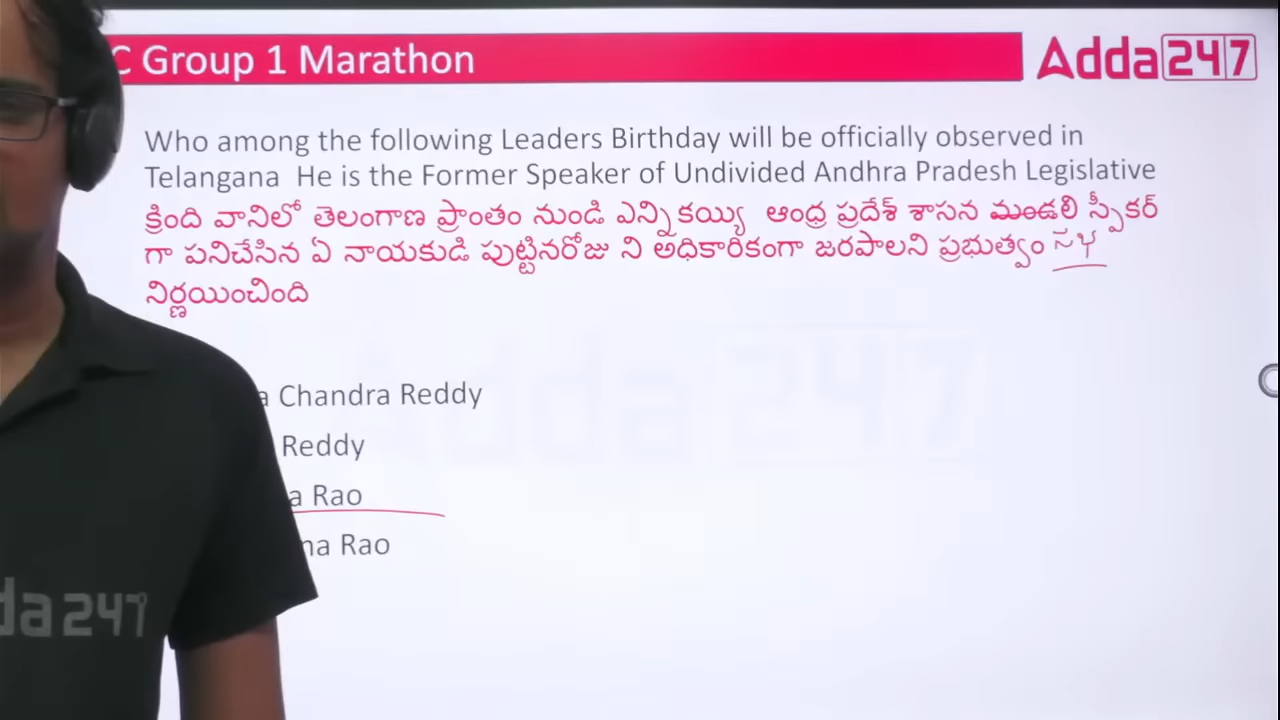 C Group 1 Marathon
Adda247
Who among the following Leaders Birthday will be officially observed in
Telangana He is the Former Speaker of Undivided Andhra Pradesh Legislative
క్రింది వానిలో తెలంగాణ ప్రాంతం నుండి ఎన్నికయ్యి ఆంధ్ర ప్రదేశ్ శాసన మండలి స్పీకర్
గా పనిచేసిన ఏ నాయకుడి పుట్టినరోజు ని అధికారికంగా జరపాలని ప్రభుత్వం సభ
నిర్ణయించింది
a Chandra Reddy
Reddy
a Rao
na Rao
da247